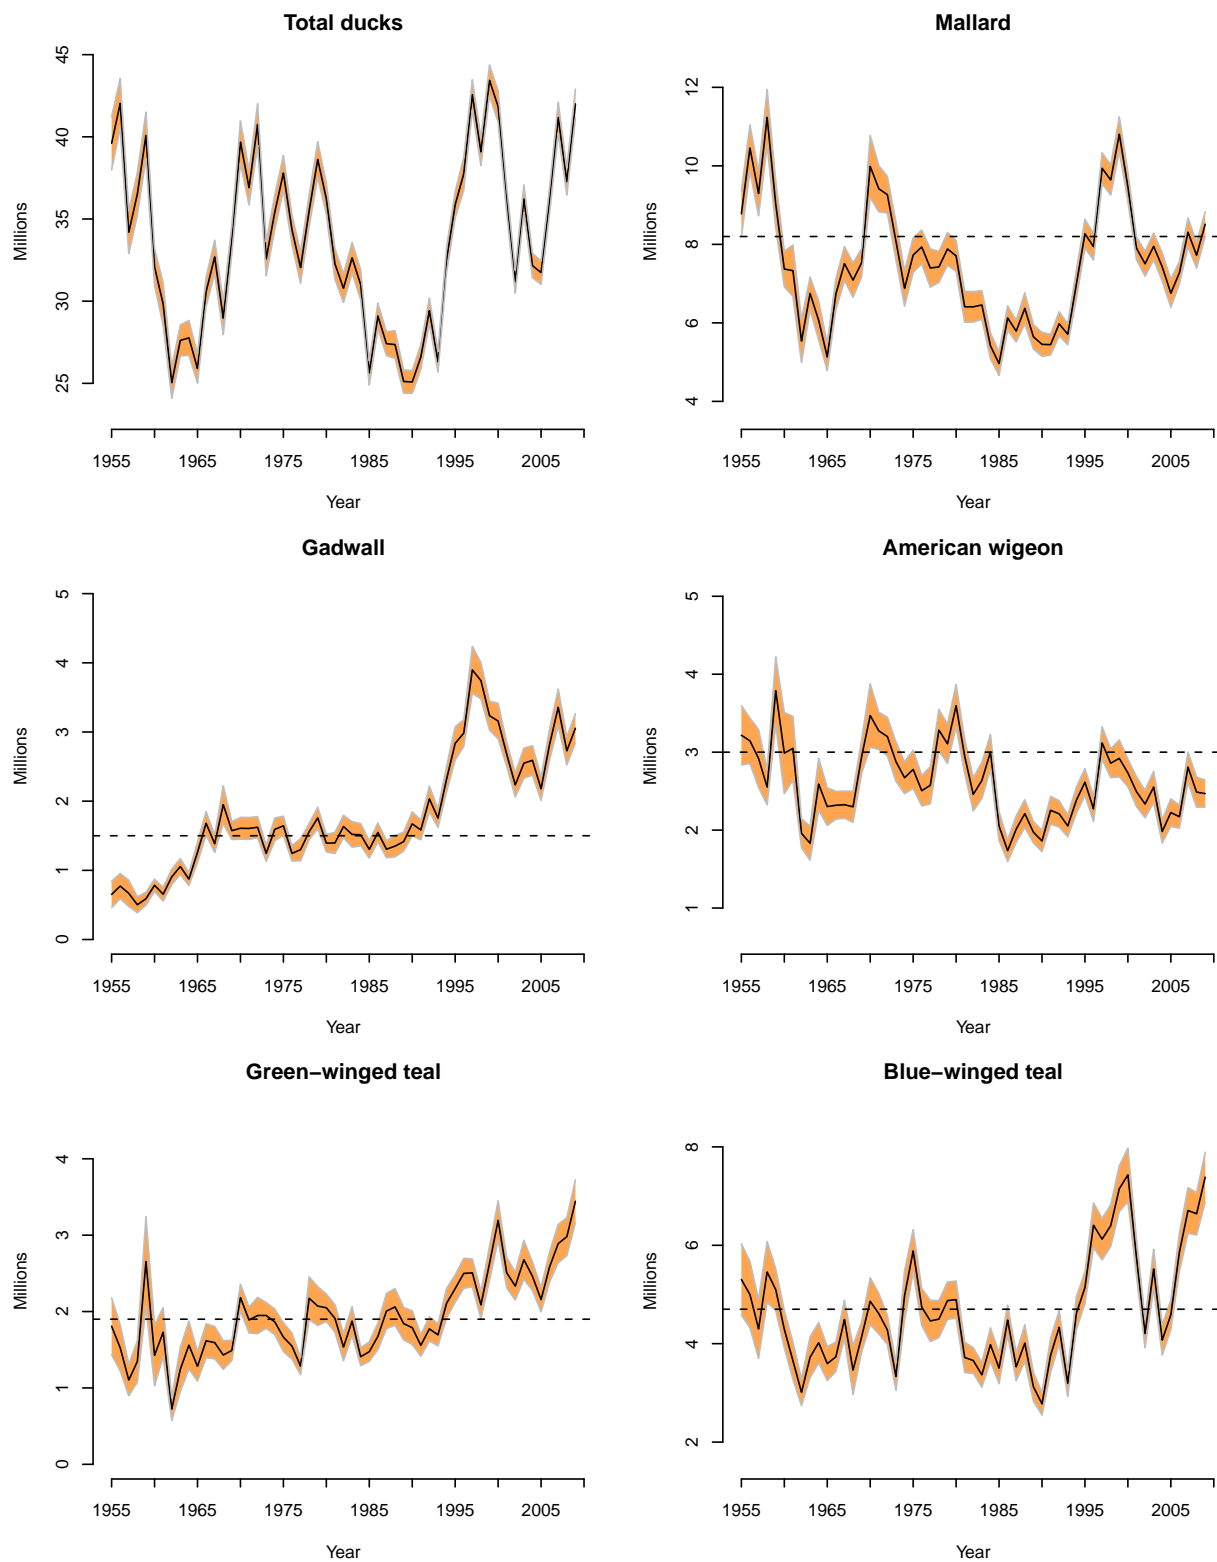 Total ducks
Millions
45
40
35
30
25
1955 1965 1975 1985 1995 2005
Year
Mallard
Millions
12
10
8
6
4
1955 1965 1975 1985 1995 2005
Year
Gadwall
Millions
5
4
3
2
1
0
1955 1965 1975 1985 1995 2005
Year
American wigeon
Millions
5
4
3
2
1
1955 1965 1975 1985 1995 2005
Year
Green−winged teal
Millions
4
3
2
1
0
1955 1965 1975 1985 1995 2005
Year
Blue−winged teal
Millions
8
6
4
2
1955 1965 1975 1985 1995 2005
Year